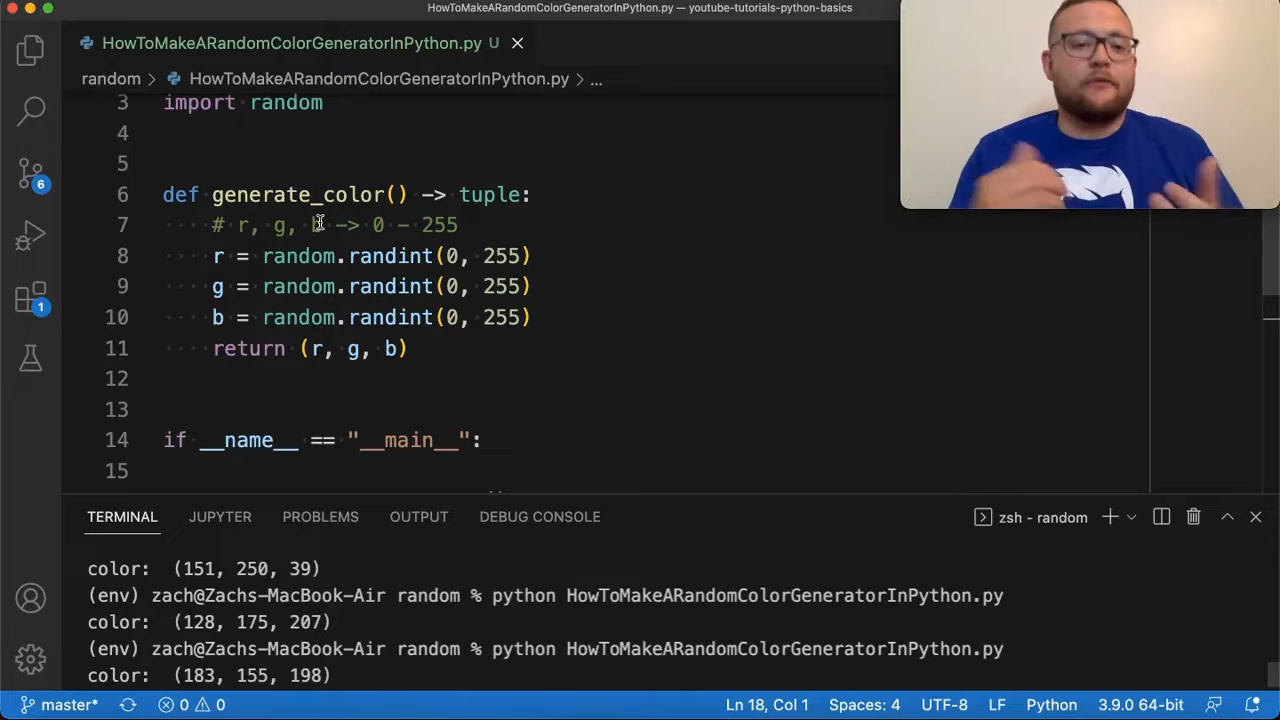 HowToMakeARandomColorGeneratorInPython.py — youtube-tutorials-python-basics
HowToMakeARandomColorGeneratorInPython.py U
random > HowToMakeARandomColorGeneratorInPython.py > ...
3 import random
4
5
6 def generate_color() -> tuple:
7 # r, g, b -> 0 - 255
8 r = random.randint(0, 255)
9 g = random.randint(0, 255)
10 b = random.randint(0, 255)
11 return (r, g, b)
12
13
14 if __name__ == "__main__":
15
6
1
TERMINAL JUPYTER PROBLEMS OUTPUT DEBUG CONSOLE zsh - random
color: (151, 250, 39)
(env) zach@Zachs-MacBook-Air random % python HowToMakeARandomColorGeneratorInPython.py
color: (128, 175, 207)
(env) zach@Zachs-MacBook-Air random % python HowToMakeARandomColorGeneratorInPython.py
color: (183, 155, 198)
master* 0 0 Ln 18, Col 1 Spaces: 4 UTF-8 LF Python 3.9.0 64-bit